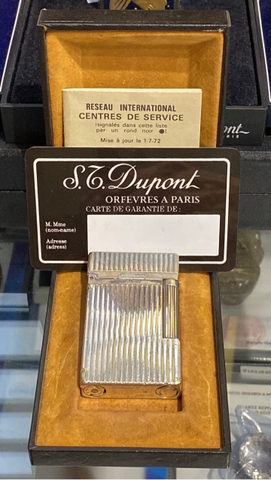 RESEAU INTERNATIONAL
CENTRES DE SERVICE
(signalés dans cette liste
par un rond noir ●)
Mise à jour le 1-7-72
S.T. Dupont
ORFEVRES A PARIS
CARTE DE GARANTIE DE :
M. Mme
(nom-name)
Adresse
(adress)